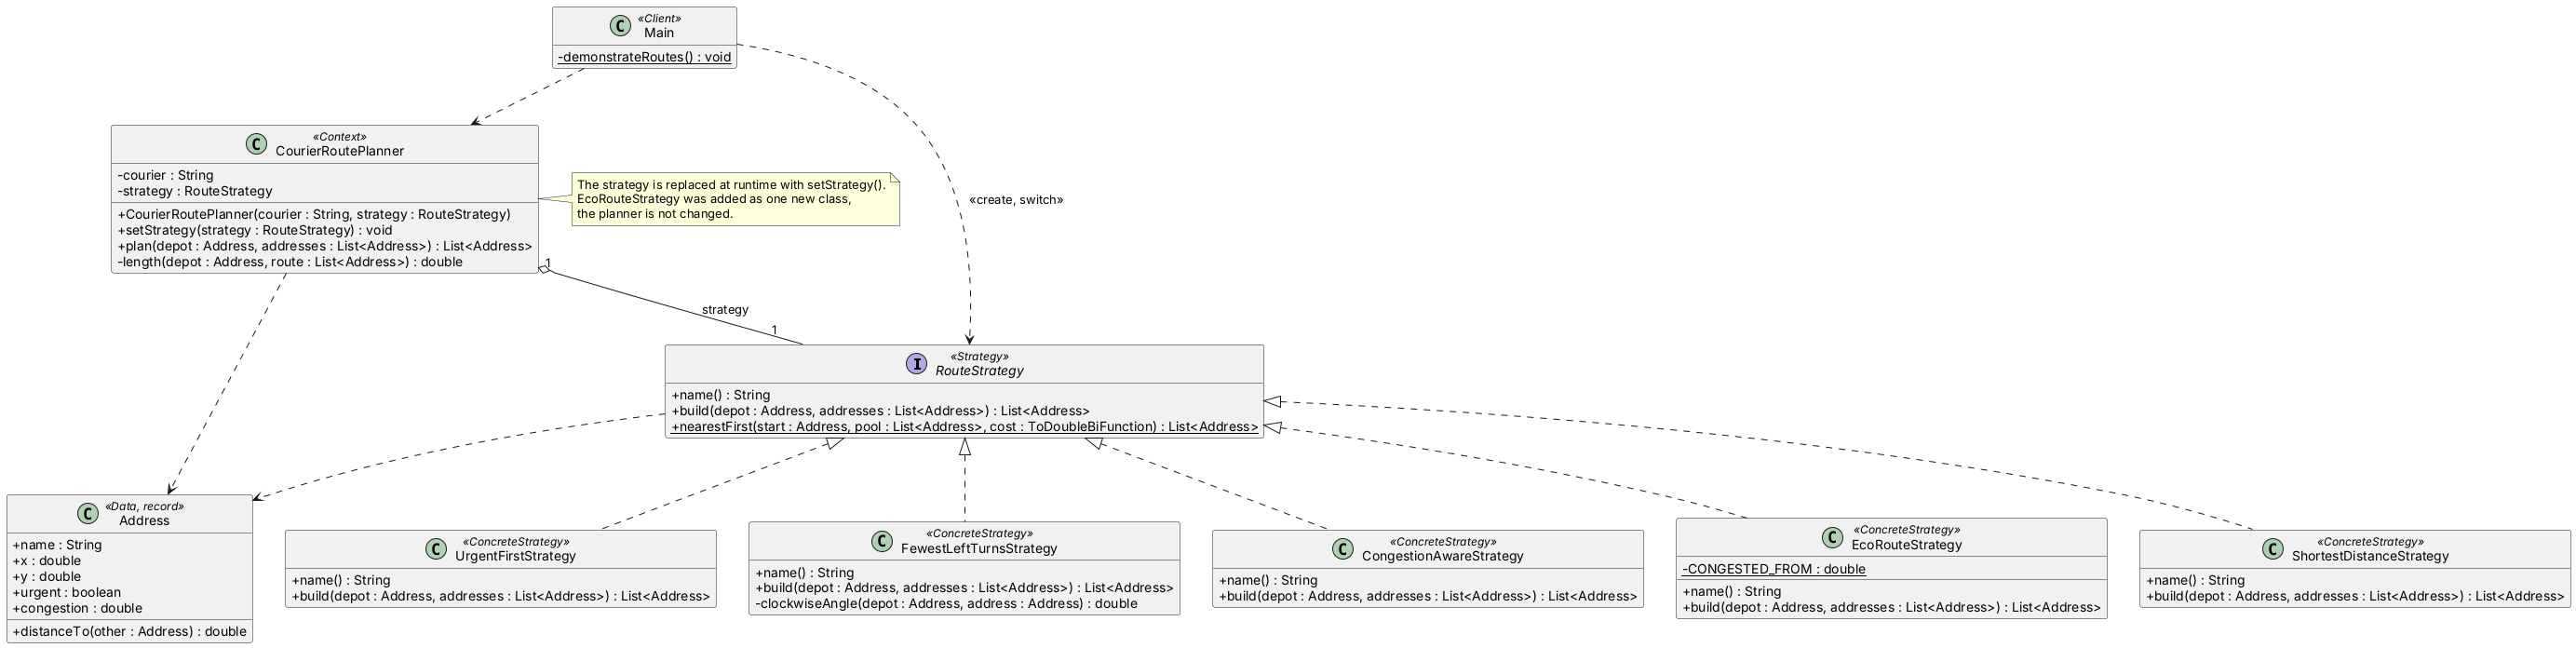 «Client»
Main
-demonstrateRoutes() : void
«Context»
CourierRoutePlanner
-courier : String
-strategy : RouteStrategy
+CourierRoutePlanner(courier : String, strategy : RouteStrategy)
+setStrategy(strategy : RouteStrategy) : void
+plan(depot : Address, addresses : List<Address>) : List<Address>
-length(depot : Address, route : List<Address>) : double
The strategy is replaced at runtime with setStrategy().
EcoRouteStrategy was added as one new class,
the planner is not changed.
«create, switch»
1
strategy
1
«Strategy»
RouteStrategy
+name() : String
+build(depot : Address, addresses : List<Address>) : List<Address>
+nearestFirst(start : Address, pool : List<Address>, cost : ToDoubleBiFunction) : List<Address>
«Data, record»
Address
+name : String
+x : double
+y : double
+urgent : boolean
+congestion : double
+distanceTo(other : Address) : double
«ConcreteStrategy»
UrgentFirstStrategy
+name() : String
+build(depot : Address, addresses : List<Address>) : List<Address>
«ConcreteStrategy»
FewestLeftTurnsStrategy
+name() : String
+build(depot : Address, addresses : List<Address>) : List<Address>
-clockwiseAngle(depot : Address, address : Address) : double
«ConcreteStrategy»
CongestionAwareStrategy
+name() : String
+build(depot : Address, addresses : List<Address>) : List<Address>
«ConcreteStrategy»
EcoRouteStrategy
-CONGESTED_FROM : double
+name() : String
+build(depot : Address, addresses : List<Address>) : List<Address>
«ConcreteStrategy»
ShortestDistanceStrategy
+name() : String
+build(depot : Address, addresses : List<Address>) : List<Address>